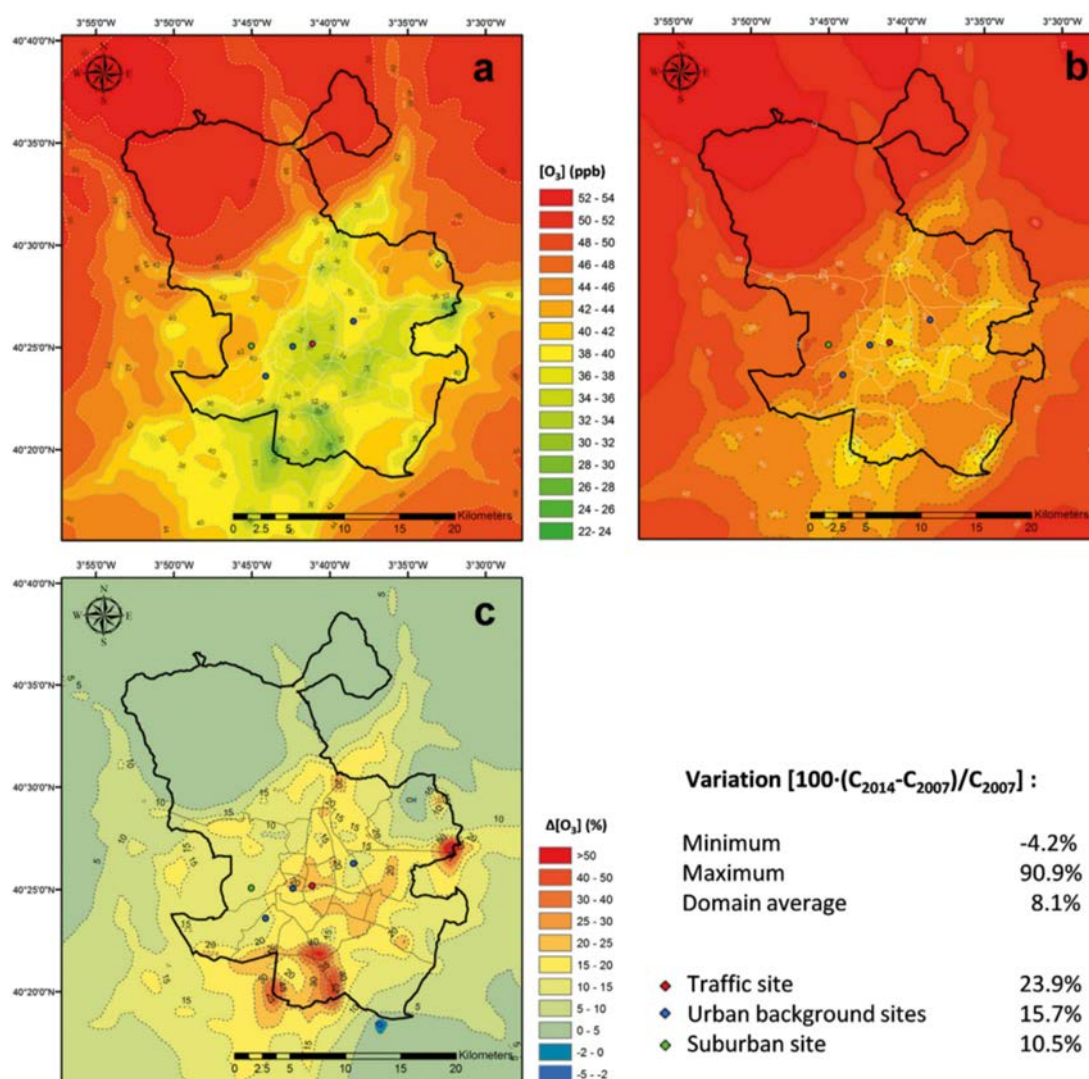 3°55'0"W 3°50'0"W 3°45'0"W 3°40'0"W 3°35'0"W 3°30'0"W
3°55'0"W 3°50'0"W 3°45'0"W 3°40'0"W 3°35'0"W 3°30'0"W
40°40'0"N
40°35'0"N
40°30'0"N
40°25'0"N
40°20'0"N
N
W E
S
a
Kilometers
0 2.5 5 10 15 20
[O3] (ppb)
52 - 54
50 - 52
48 - 50
46 - 48
44 - 46
42 - 44
40 - 42
38 - 40
36 - 38
34 - 36
32 - 34
30 - 32
28 - 30
26 - 28
24 - 26
22 - 24
N
W E
S
b
Kilometers
0 2.5 5 10 15 20
3°55'0"W 3°50'0"W 3°45'0"W 3°40'0"W 3°35'0"W 3°30'0"W
40°40'0"N
40°35'0"N
40°30'0"N
40°25'0"N
40°20'0"N
N
W E
S
c
Kilometers
0 2.5 5 10 15 20
Δ[O3] (%)
>50
40 - 50
30 - 40
25 - 30
20 - 25
15 - 20
10 - 15
5 - 10
0 - 5
-2 - 0
-5 - -2
Variation [100·(C2014-C2007)/C2007] :
Minimum -4.2%
Maximum 90.9%
Domain average 8.1%
Traffic site 23.9%
Urban background sites 15.7%
Suburban site 10.5%